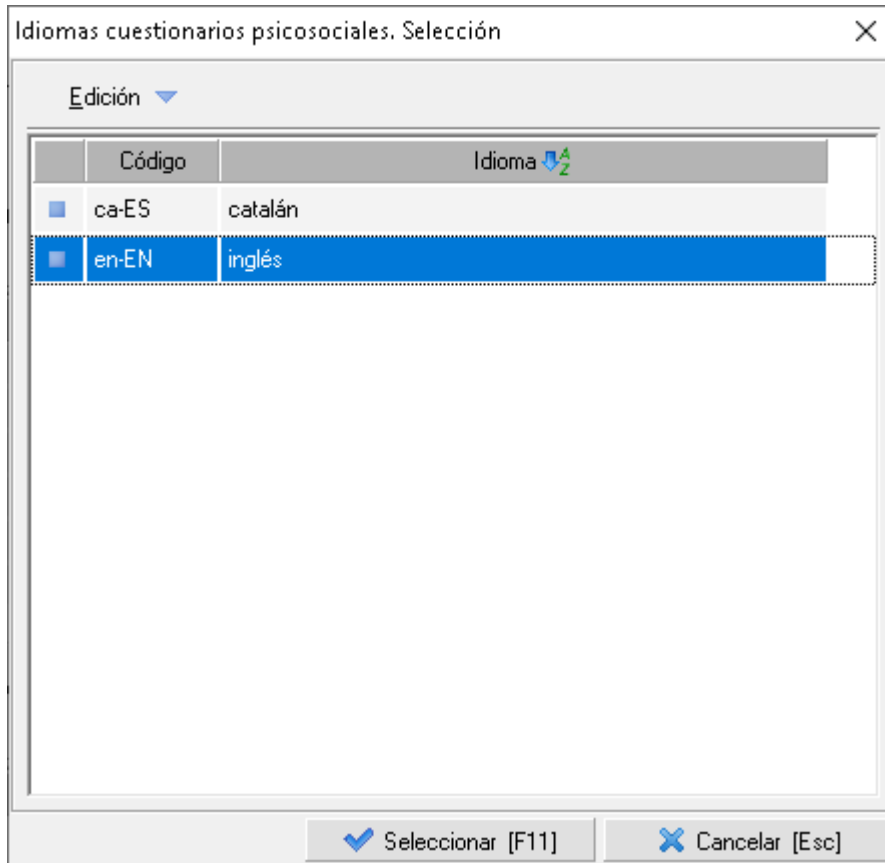 Idiomas cuestionarios psicosociales. Selección
Edición
Código Idioma
ca-ES catalán
en-EN inglés
Seleccionar [F11] Cancelar [Esc]